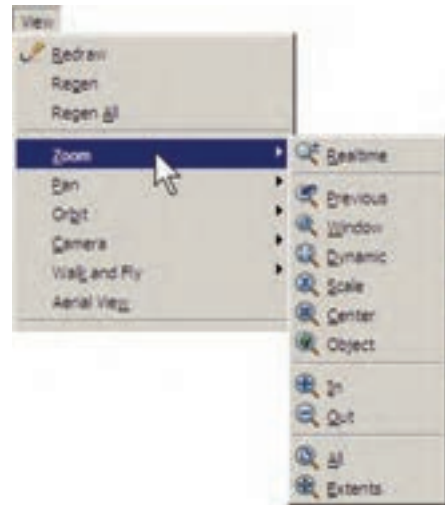 View
Redraw
Regen
Regen All
Zoom
Pan
Orbit
Camera
Walk and Fly
Aerial View
Realtime
Previous
Window
Dynamic
Scale
Center
Object
In
Out
All
Extents